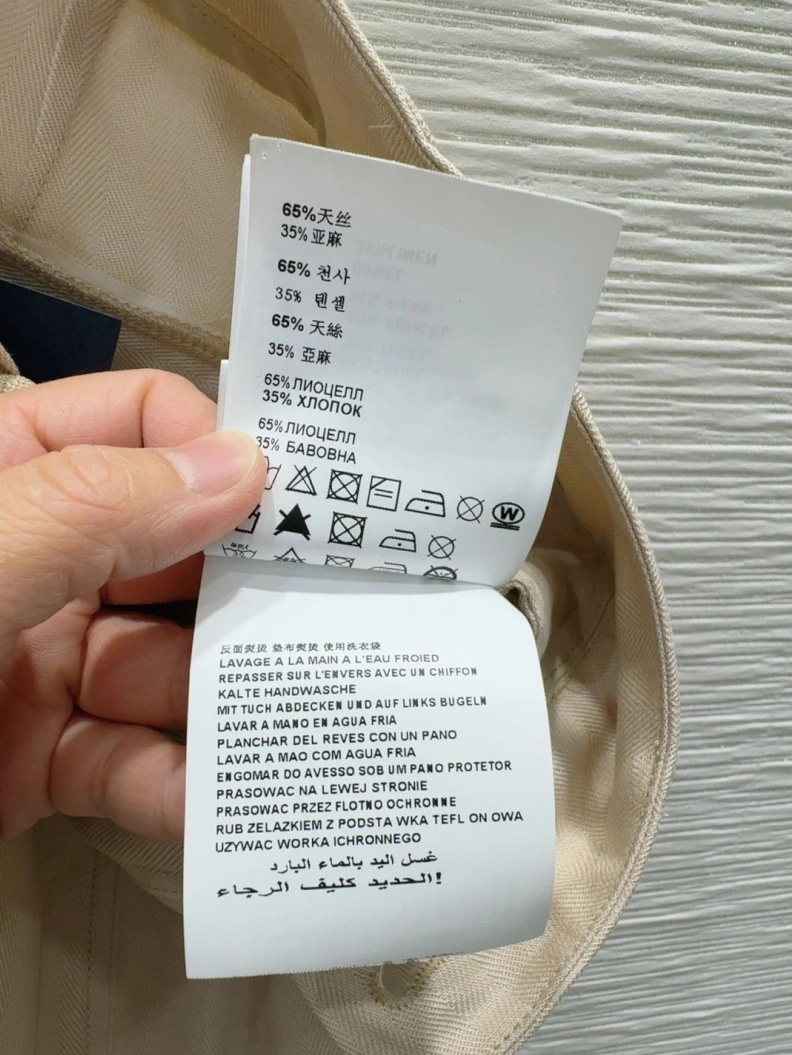 65%天丝
35%亚麻
65% 천사
35% 텐셀
65% 天絲
35% 亞麻
65%ЛИОЦЕЛЛ
35% ХЛОПОК
65%ЛИОЦЕЛЛ
35% БАВОВНА
W
反面熨烫 垫布熨烫 使用洗衣袋
LAVAGE A LA MAIN A L'EAU FROIED
REPASSER SUR L'ENVERS AVEC UN CHIFFON
KALTE HANDWASCHE
MIT TUCH ABDECKEN UND AUF LINKS BUGELN
LAVAR A MANO EN AGUA FRIA
PLANCHAR DEL REVES CON UN PANO
LAVAR A MAO COM AGUA FRIA
ENGOMAR DO AVESSO SOB UM PANO PROTETOR
PRASOWAC NA LEWEJ STRONIE
PRASOWAC PRZEZ FLOTNO OCHRONNE
RUB ZELAZKIEM Z PODSTA WKA TEFL ON OWA
UZYWAC WORKA ICHRONNEGO
غسل اليد بالماء البارد
الحديد كليف الرجاء!